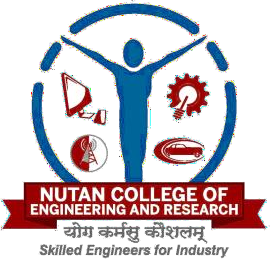 NUTAN COLLEGE OF
ENGINEERING AND RESEARCH
योग कर्मसु कौशलम्
Skilled Engineers for Industry